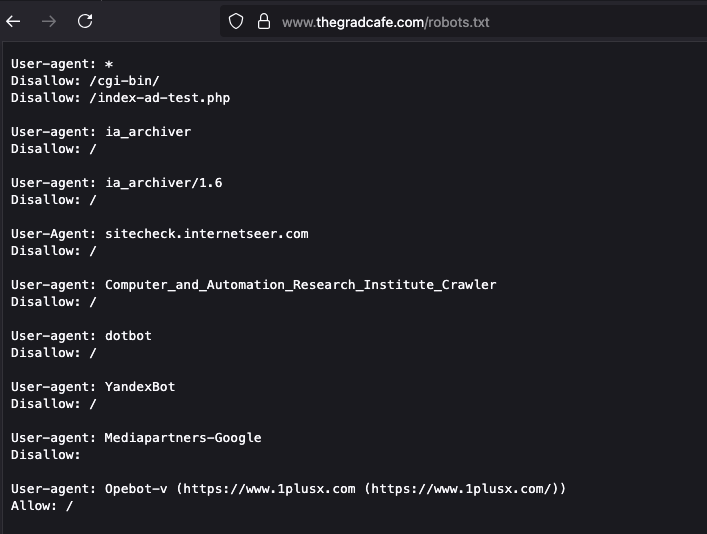 www.thegradcafe.com/robots.txt
User-agent: *
Disallow: /cgi-bin/
Disallow: /index-ad-test.php
User-agent: ia_archiver
Disallow: /
User-agent: ia_archiver/1.6
Disallow: /
User-Agent: sitecheck.internetseer.com
Disallow: /
User-agent: Computer_and_Automation_Research_Institute_Crawler
Disallow: /
User-agent: dotbot
Disallow: /
User-agent: YandexBot
Disallow: /
User-agent: Mediapartners-Google
Disallow:
User-agent: Opebot-v (https://www.1plusx.com (https://www.1plusx.com/))
Allow: /